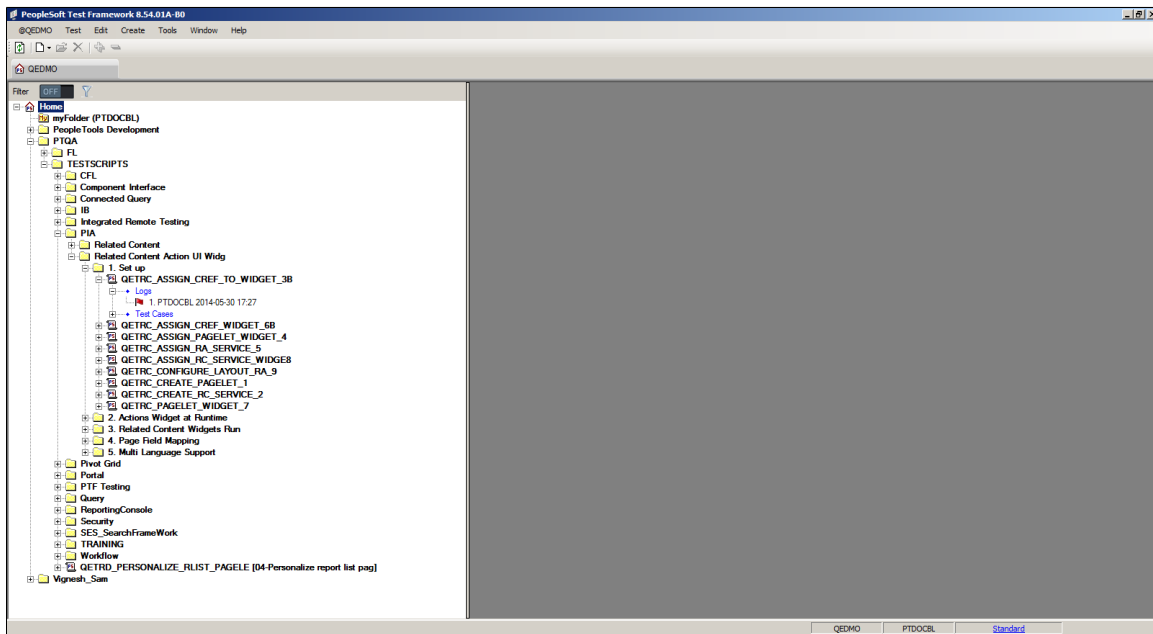 PeopleSoft Test Framework 8.54.01A-B0
@QEDMO Test Edit Create Tools Window Help
QEDMO
Filter OFF
Home
myFolder (PTDOCBL)
PeopleTools Development
PTQA
FL
TESTSCRIPTS
CFL
Component Interface
Connected Query
IB
Integrated Remote Testing
PIA
Related Content
Related Content Action UI Widg
1. Set up
QETRC_ASSIGN_CREF_TO_WIDGET_3B
Logs
1. PTDOCBL 2014-05-30 17:27
Test Cases
QETRC_ASSIGN_CREF_WIDGET_6B
QETRC_ASSIGN_PAGELET_WIDGET_4
QETRC_ASSIGN_RA_SERVICE_5
QETRC_ASSIGN_RC_SERVICE_WIDGE8
QETRC_CONFIGURE_LAYOUT_RA_9
QETRC_CREATE_PAGELET_1
QETRC_CREATE_RC_SERVICE_2
QETRC_PAGELET_WIDGET_7
2. Actions Widget at Runtime
3. Related Content Widgets Run
4. Page Field Mapping
5. Multi Language Support
Pivot Grid
Portal
PTF Testing
Query
ReportingConsole
Security
SES_SearchFrameWork
TRAINING
Workflow
QETRD_PERSONALIZE_RLIST_PAGELE [04-Personalize report list pag]
Vignesh_Sam
QEDMO PTDOCBL Standard